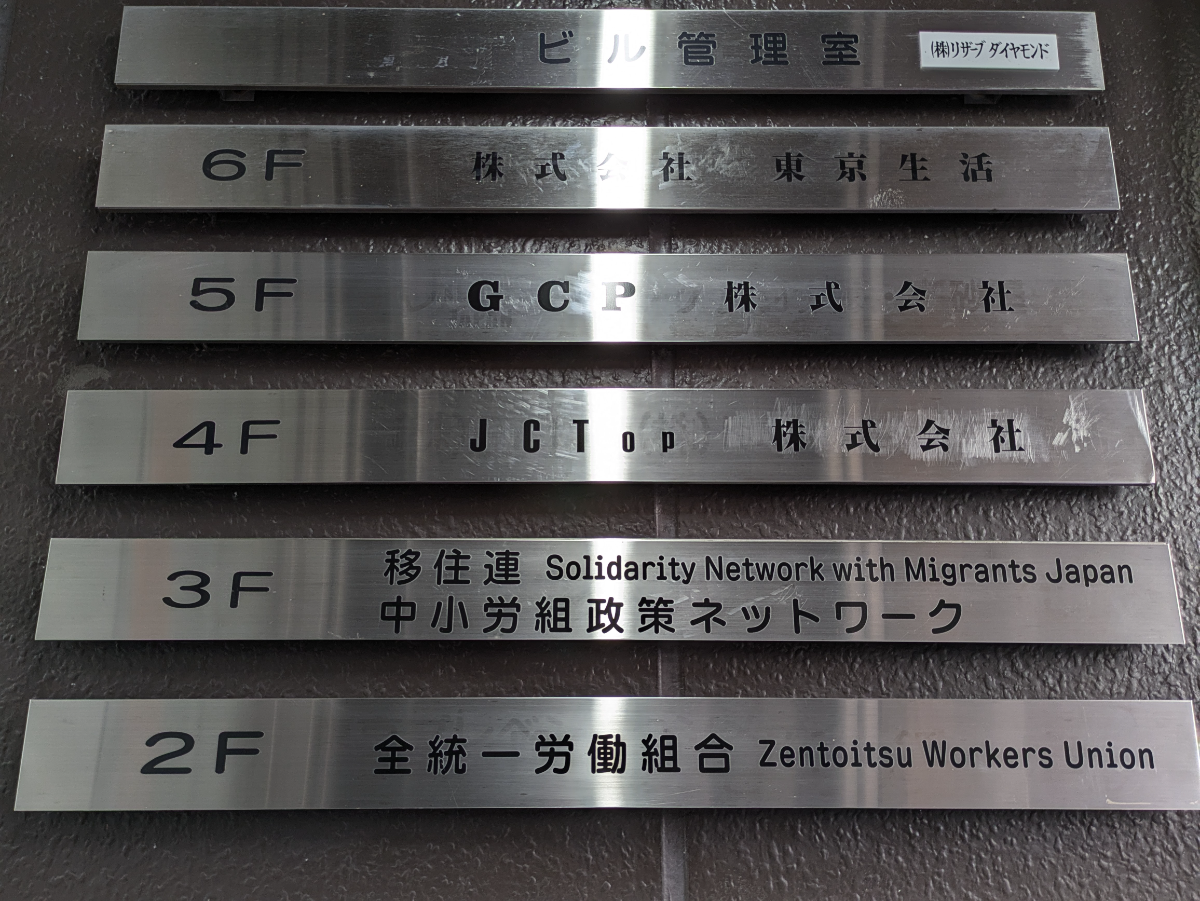 ビル管理室 ㈱リザーブ ダイヤモンド
6F 株式会社 東京生活
5F GCP 株式会社
4F JCTop 株式会社
3F 移住連 Solidarity Network with Migrants Japan
中小労組政策ネットワーク
2F 全統一労働組合 Zentoitsu Workers Union